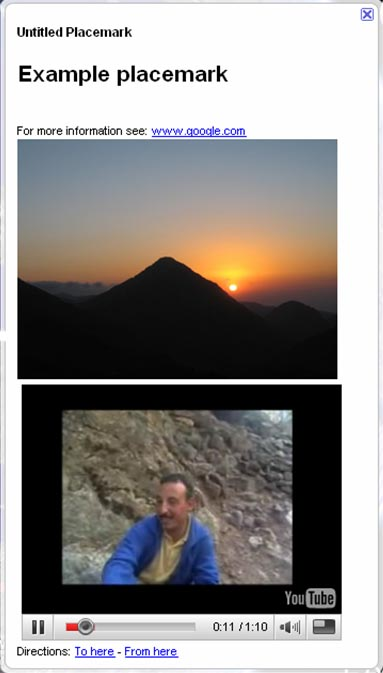 Untitled Placemark
Example placemark
For more information see: www.google.com
YouTube
0:11 / 1:10
Directions: To here - From here